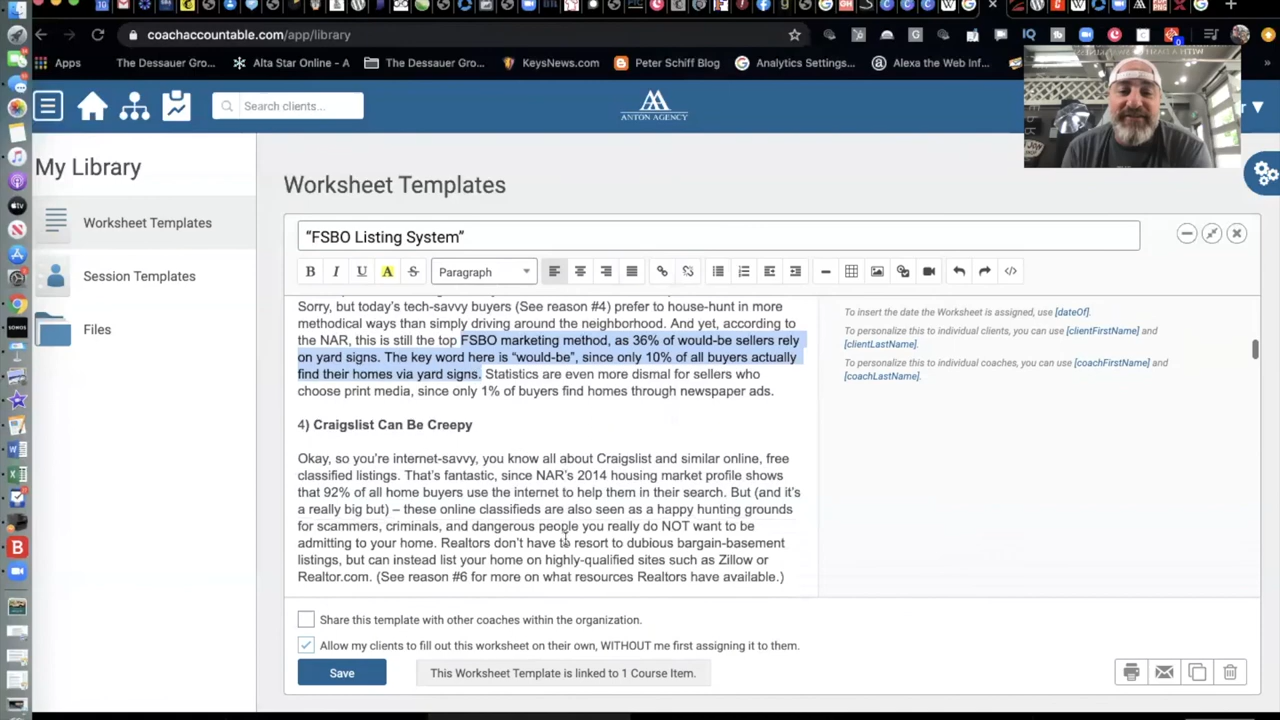 coachaccountable.com/app/library
Apps
The Dessauer Gro...
Alta Star Online - A
The Dessauer Gro...
KeysNews.com
Peter Schiff Blog
Analytics Settings...
Alexa the Web Inf...
Search clients...
ANTON AGENCY
My Library
Worksheet Templates
Session Templates
Files
Worksheet Templates
“FSBO Listing System”
Paragraph
Sorry, but today’s tech-savvy buyers (See reason #4) prefer to house-hunt in more
methodical ways than simply driving around the neighborhood. And yet, according to
the NAR, this is still the top FSBO marketing method, as 36% of would-be sellers rely
on yard signs. The key word here is “would-be”, since only 10% of all buyers actually
find their homes via yard signs. Statistics are even more dismal for sellers who
choose print media, since only 1% of buyers find homes through newspaper ads.
4) Craigslist Can Be Creepy
Okay, so you’re internet-savvy, you know all about Craigslist and similar online, free
classified listings. That’s fantastic, since NAR’s 2014 housing market profile shows
that 92% of all home buyers use the internet to help them in their search. But (and it’s
a really big but) – these online classifieds are also seen as a happy hunting grounds
for scammers, criminals, and dangerous people you really do NOT want to be
admitting to your home. Realtors don’t have to resort to dubious bargain-basement
listings, but can instead list your home on highly-qualified sites such as Zillow or
Realtor.com. (See reason #6 for more on what resources Realtors have available.)
To insert the date the Worksheet is assigned, use [dateOf].
To personalize this to individual clients, you can use [clientFirstName] and
[clientLastName].
To personalize this to individual coaches, you can use [coachFirstName] and
[coachLastName].
Share this template with other coaches within the organization.
Allow my clients to fill out this worksheet on their own, WITHOUT me first assigning it to them.
Save
This Worksheet Template is linked to 1 Course Item.